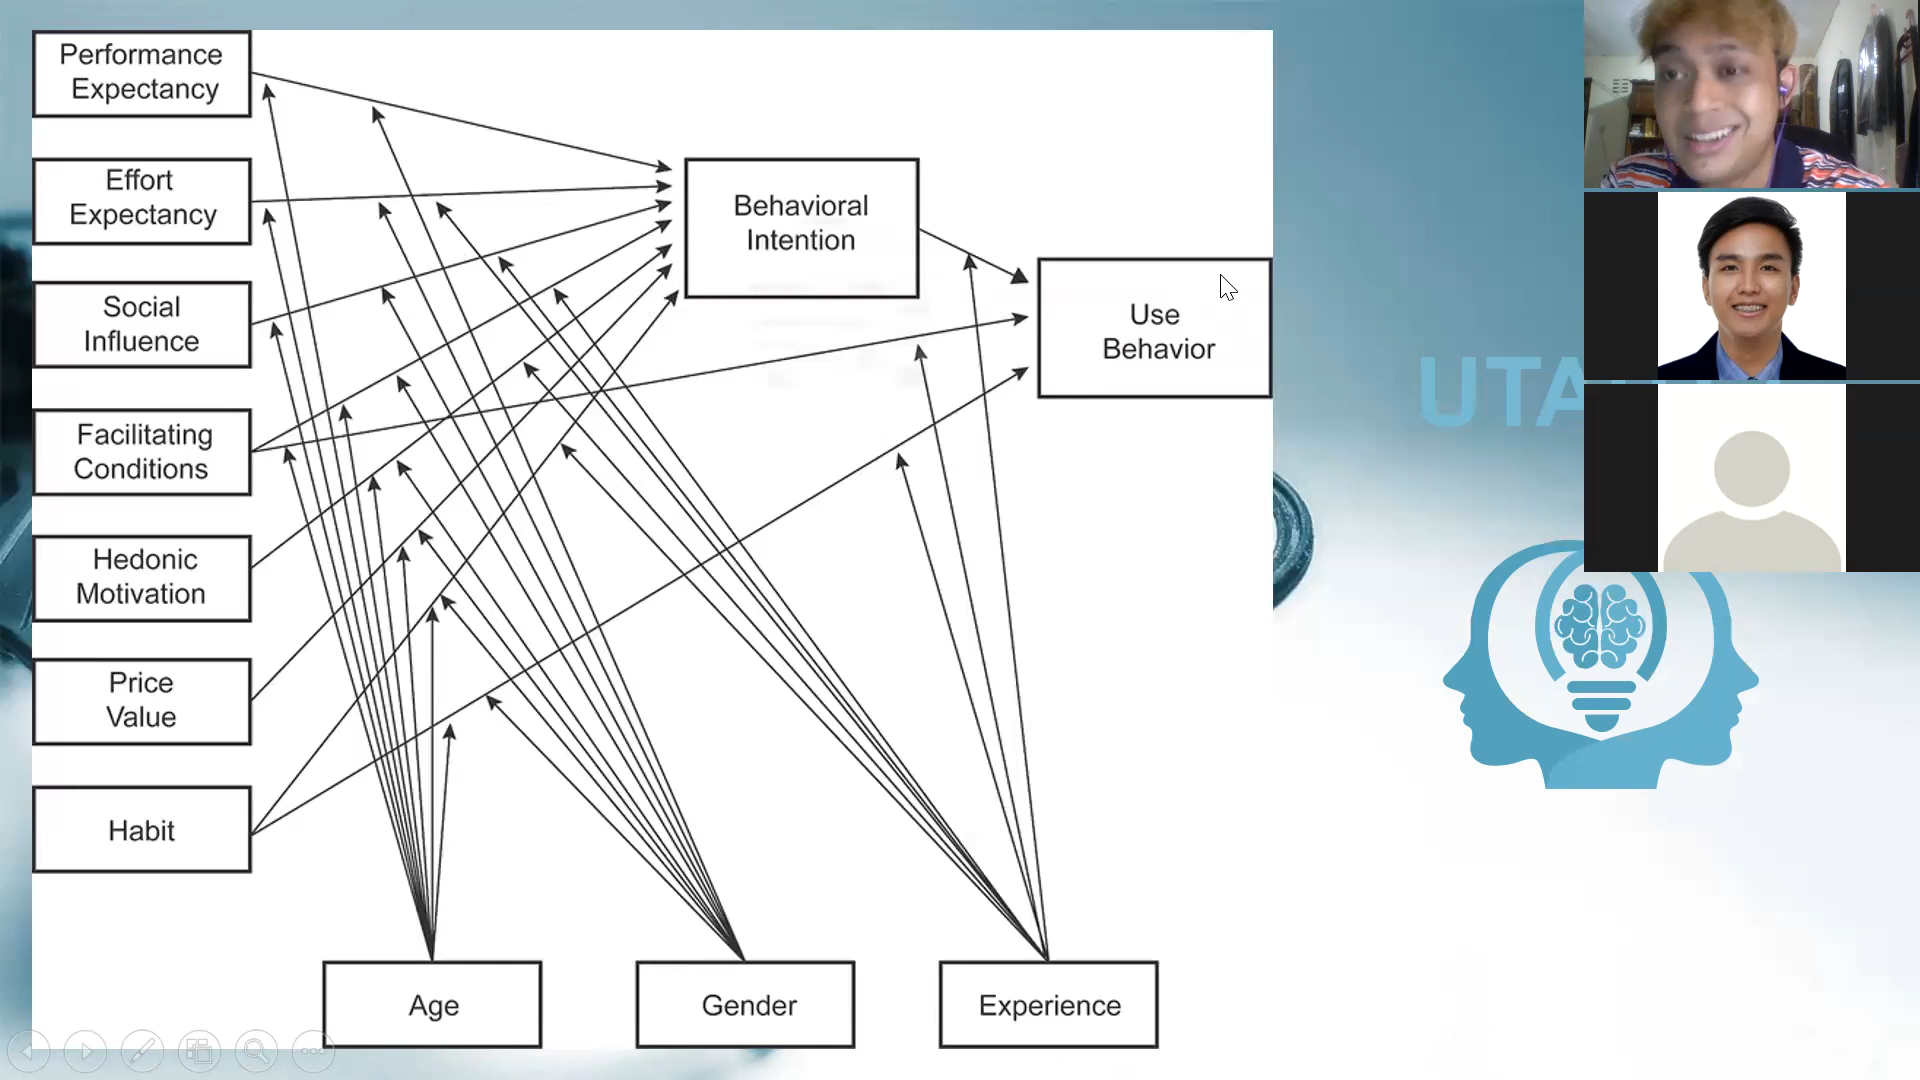 Performance
Expectancy
Effort
Expectancy
Social
Influence
Facilitating
Conditions
Hedonic
Motivation
Price
Value
Habit
Behavioral
Intention
Use
Behavior
Age
Gender
Experience